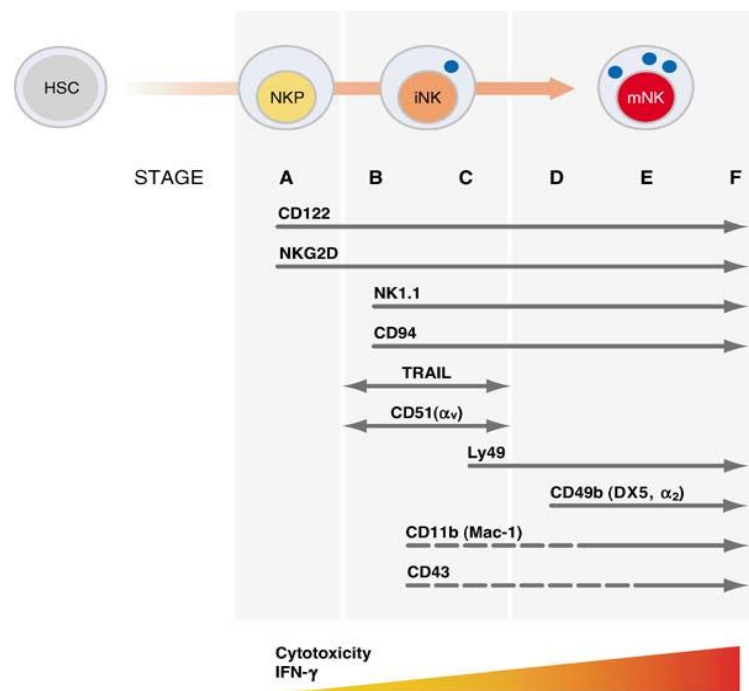 HSC
NKP
iNK
mNK
STAGE A B C D E F
CD122
NKG2D
NK1.1
CD94
TRAIL
CD51(αᵥ)
Ly49
CD49b (DX5, α₂)
CD11b (Mac-1)
CD43
Cytotoxicity
IFN-γ